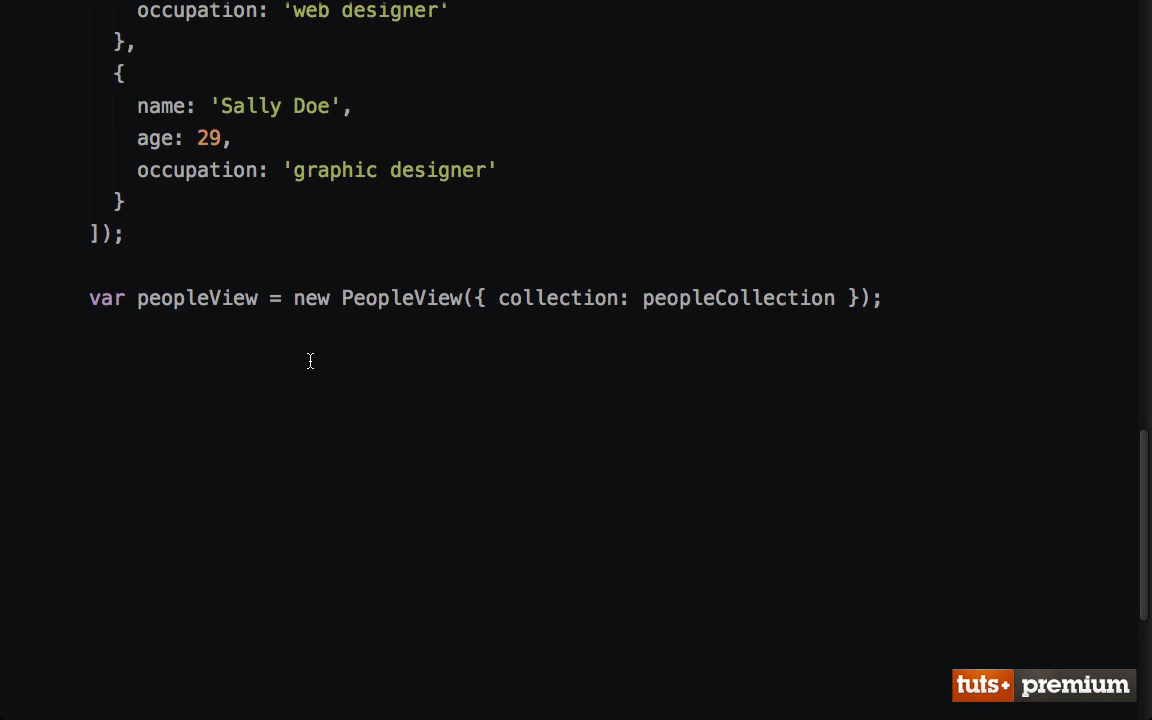 occupation: 'web designer'
},
{
name: 'Sally Doe',
age: 29,
occupation: 'graphic designer'
}
]);
var peopleView = new PeopleView({ collection: peopleCollection });
tuts+ premium